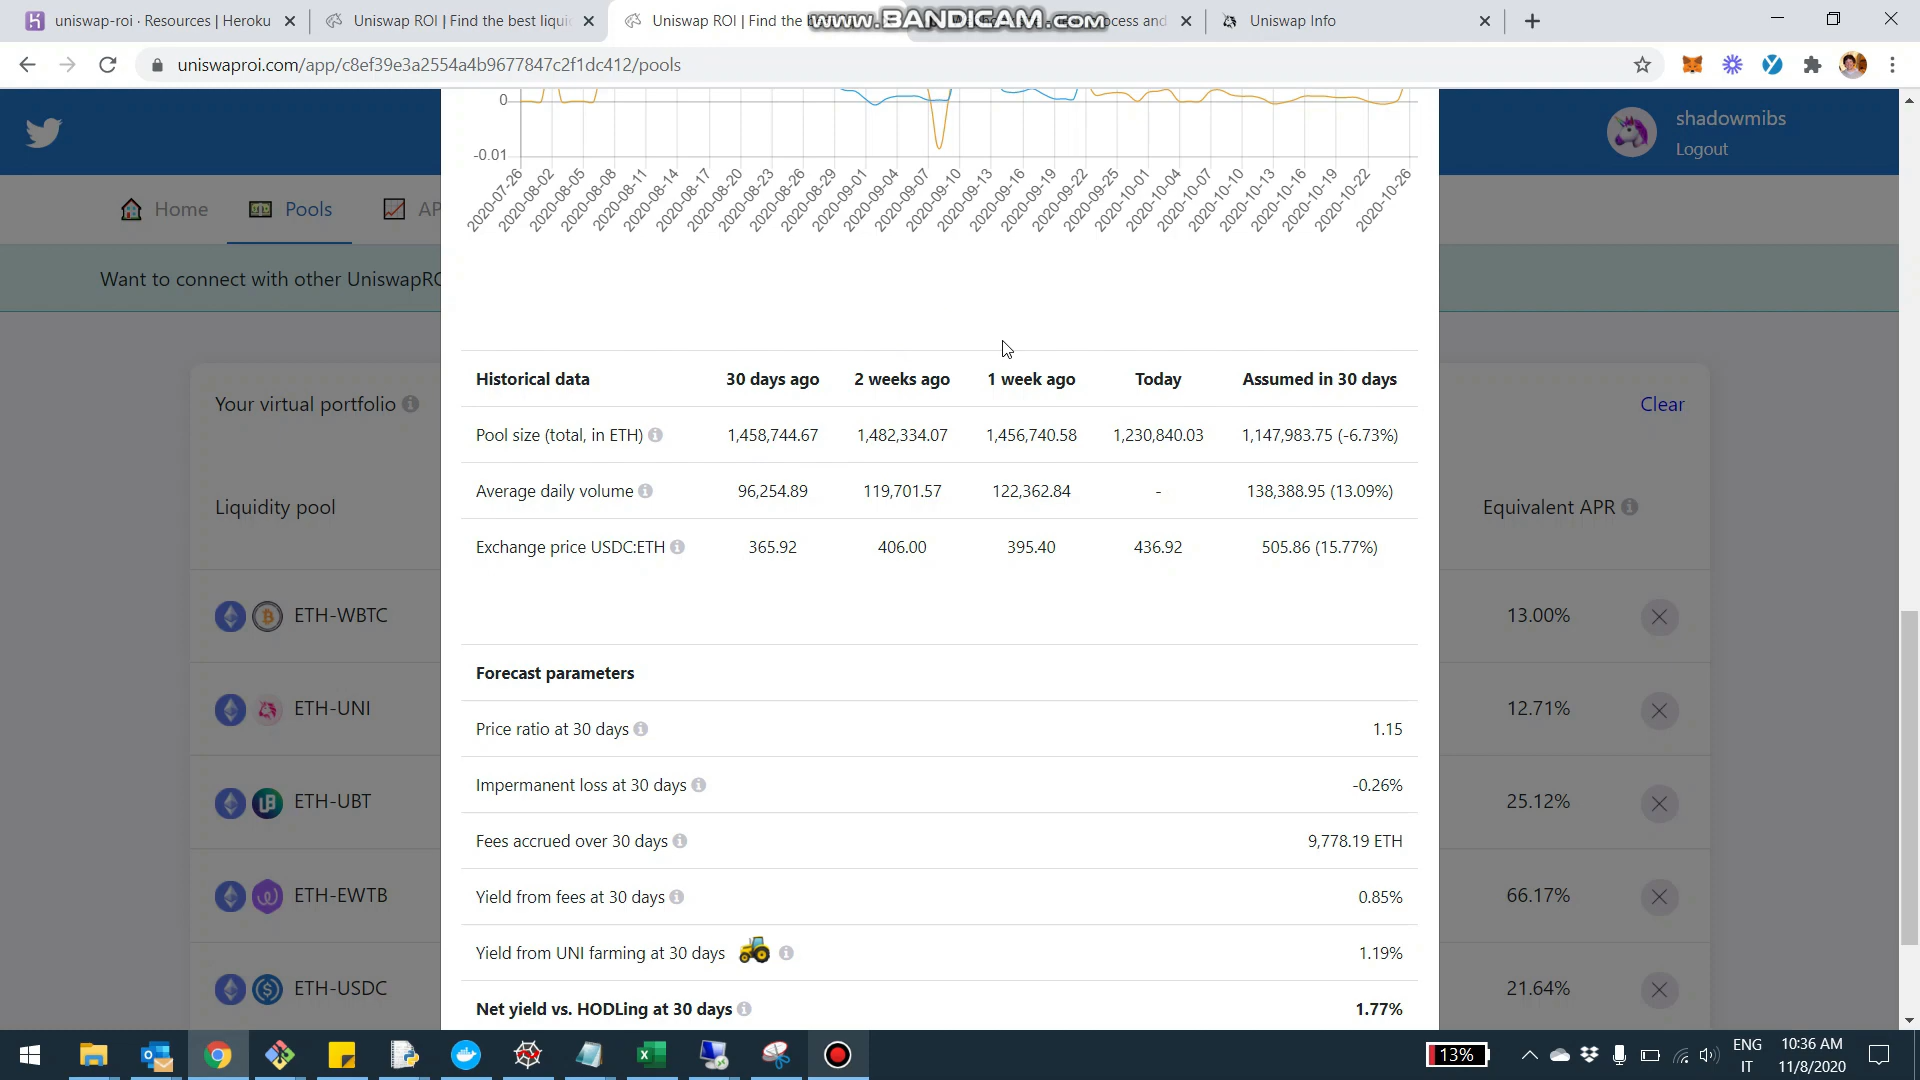 uniswap-roi · Resources | Heroku
Uniswap ROI | Find the best liqui
Uniswap ROI | Find the be
www.BANDICAM.com
cess and
Uniswap Info
uniswaproi.com/app/c8ef39e3a2554a4b9677847c2f1dc412/pools
shadowmibs
Logout
Home
Pools
AP
Want to connect with other UniswapRO
0
-0.01
2020-07-26
2020-08-02
2020-08-05
2020-08-08
2020-08-11
2020-08-14
2020-08-17
2020-08-20
2020-08-23
2020-08-26
2020-08-29
2020-09-01
2020-09-04
2020-09-07
2020-09-10
2020-09-13
2020-09-16
2020-09-19
2020-09-22
2020-09-25
2020-10-01
2020-10-04
2020-10-07
2020-10-10
2020-10-13
2020-10-16
2020-10-19
2020-10-22
2020-10-26
Your virtual portfolio
Clear
Liquidity pool
Equivalent APR
ETH-WBTC 13.00%
ETH-UNI 12.71%
ETH-UBT 25.12%
ETH-EWTB 66.17%
ETH-USDC 21.64%
Historical data 30 days ago 2 weeks ago 1 week ago Today Assumed in 30 days
Pool size (total, in ETH) 1,458,744.67 1,482,334.07 1,456,740.58 1,230,840.03 1,147,983.75 (-6.73%)
Average daily volume 96,254.89 119,701.57 122,362.84 - 138,388.95 (13.09%)
Exchange price USDC:ETH 365.92 406.00 395.40 436.92 505.86 (15.77%)
Forecast parameters
Price ratio at 30 days 1.15
Impermanent loss at 30 days -0.26%
Fees accrued over 30 days 9,778.19 ETH
Yield from fees at 30 days 0.85%
Yield from UNI farming at 30 days 1.19%
Net yield vs. HODLing at 30 days 1.77%
13%
ENG
IT
10:36 AM
11/8/2020